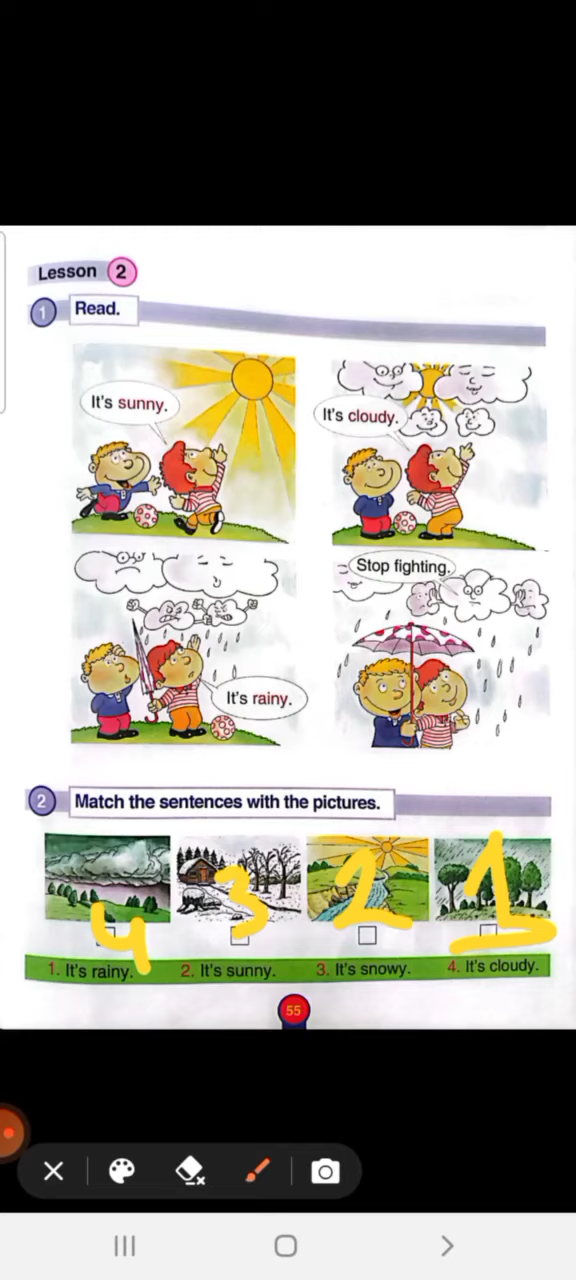 Lesson 2
1 Read.
It's sunny.
It's cloudy.
Stop fighting.
It's rainy.
2 Match the sentences with the pictures.
4 3 2 1
1. It's rainy. 2. It's sunny. 3. It's snowy. 4. It's cloudy.
55